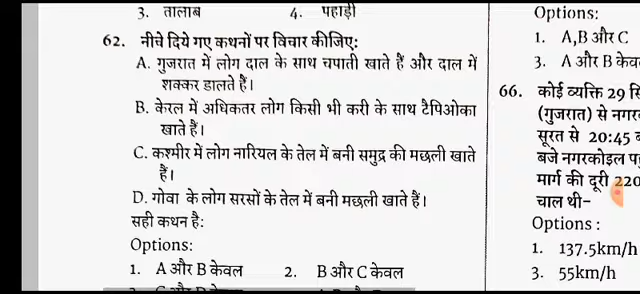 3. तालाब 4. पहाड़ी
62. नीचे दिये गए कथनों पर विचार कीजिए:
A. गुजरात में लोग दाल के साथ चपाती खाते हैं और दाल में
शक्कर डालते हैं।
B. केरल में अधिकतर लोग किसी भी करी के साथ टैपिओका
खाते हैं।
C. कश्मीर में लोग नारियल के तेल में बनी समुद्र की मछली खाते
हैं।
D. गोवा के लोग सरसों के तेल में बनी मछली खाते हैं।
सही कथन है:
Options:
1. A और B केवल 2. B और C केवल
Options:
1. A,B और C
3. A और B
66. कोई व्यक्ति 29
(गुजरात) से
सूरत से 20:45
बजे नगरकोइल
मार्ग की दूरी 220
चाल थी-
Options :
1. 137.5km/h
3. 55km/h